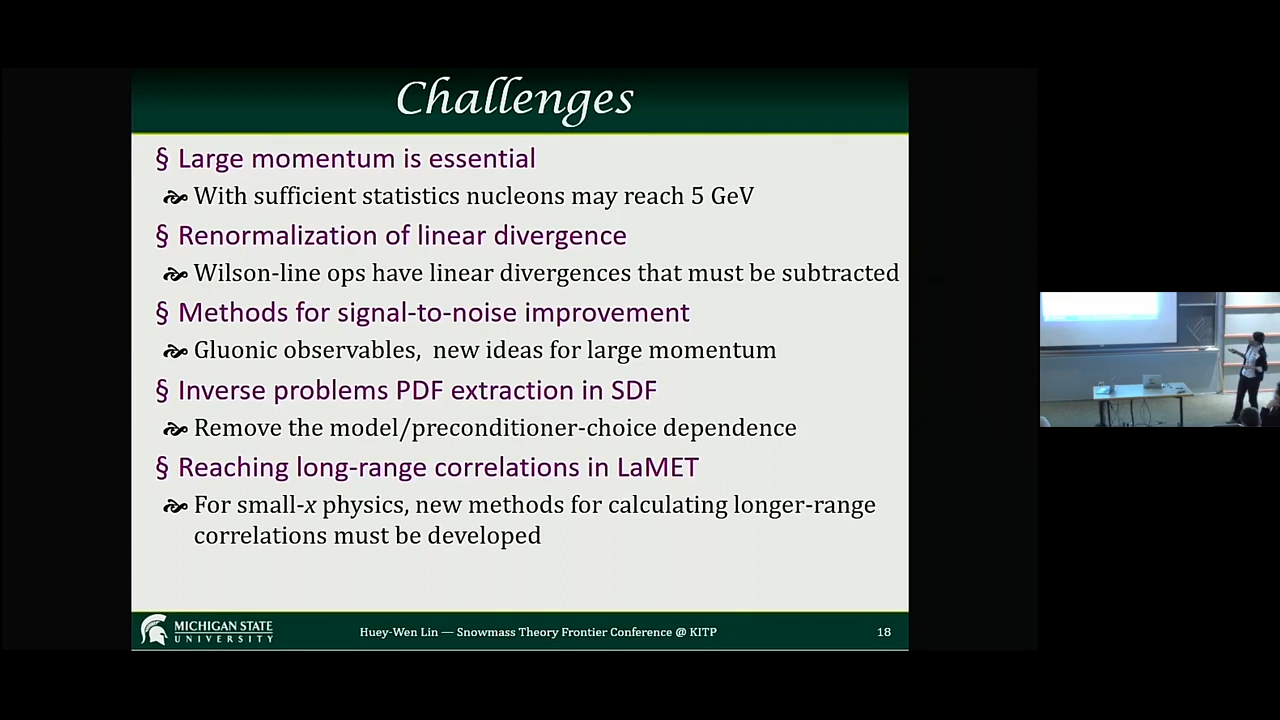 Challenges
§ Large momentum is essential
With sufficient statistics nucleons may reach 5 GeV
§ Renormalization of linear divergence
Wilson-line ops have linear divergences that must be subtracted
§ Methods for signal-to-noise improvement
Gluonic observables, new ideas for large momentum
§ Inverse problems PDF extraction in SDF
Remove the model/preconditioner-choice dependence
§ Reaching long-range correlations in LaMET
For small-x physics, new methods for calculating longer-range
correlations must be developed
MICHIGAN STATE
UNIVERSITY
Huey-Wen Lin — Snowmass Theory Frontier Conference @ KITP
18